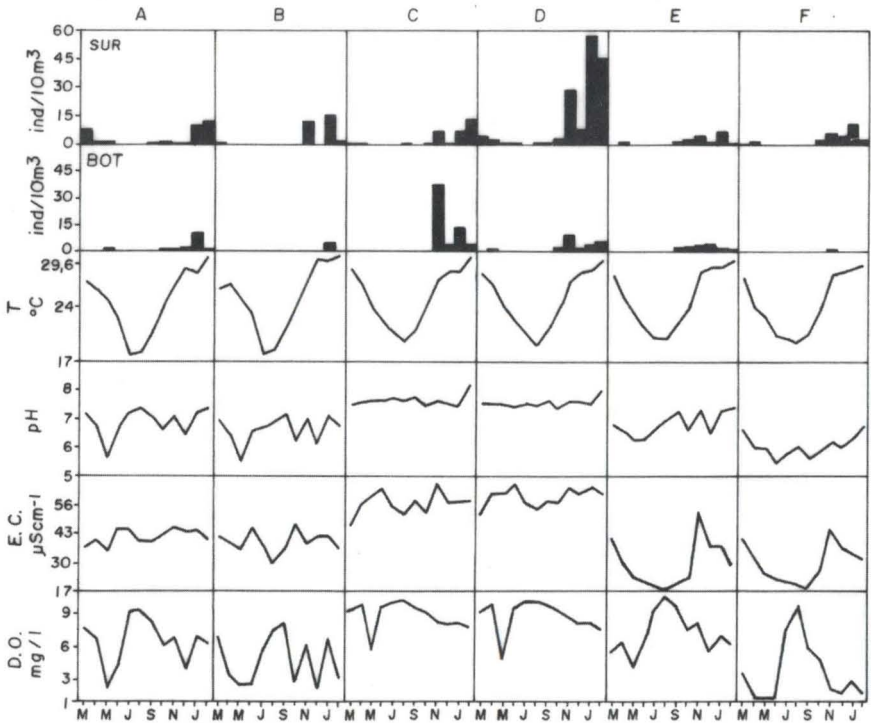 A B C D E F
SUR
60
45
30
15
0
ind/10m³
BOT
45
30
15
0
ind/10m³
29,6
24
17
T °C
8
7
6
5
pH
56
43
30
17
E.C. µScm-1
9
6
3
1
D.O. mg/l
M M J S N J M M J S N J M M J S N J M M J S N J M M J S N J M M J S N J